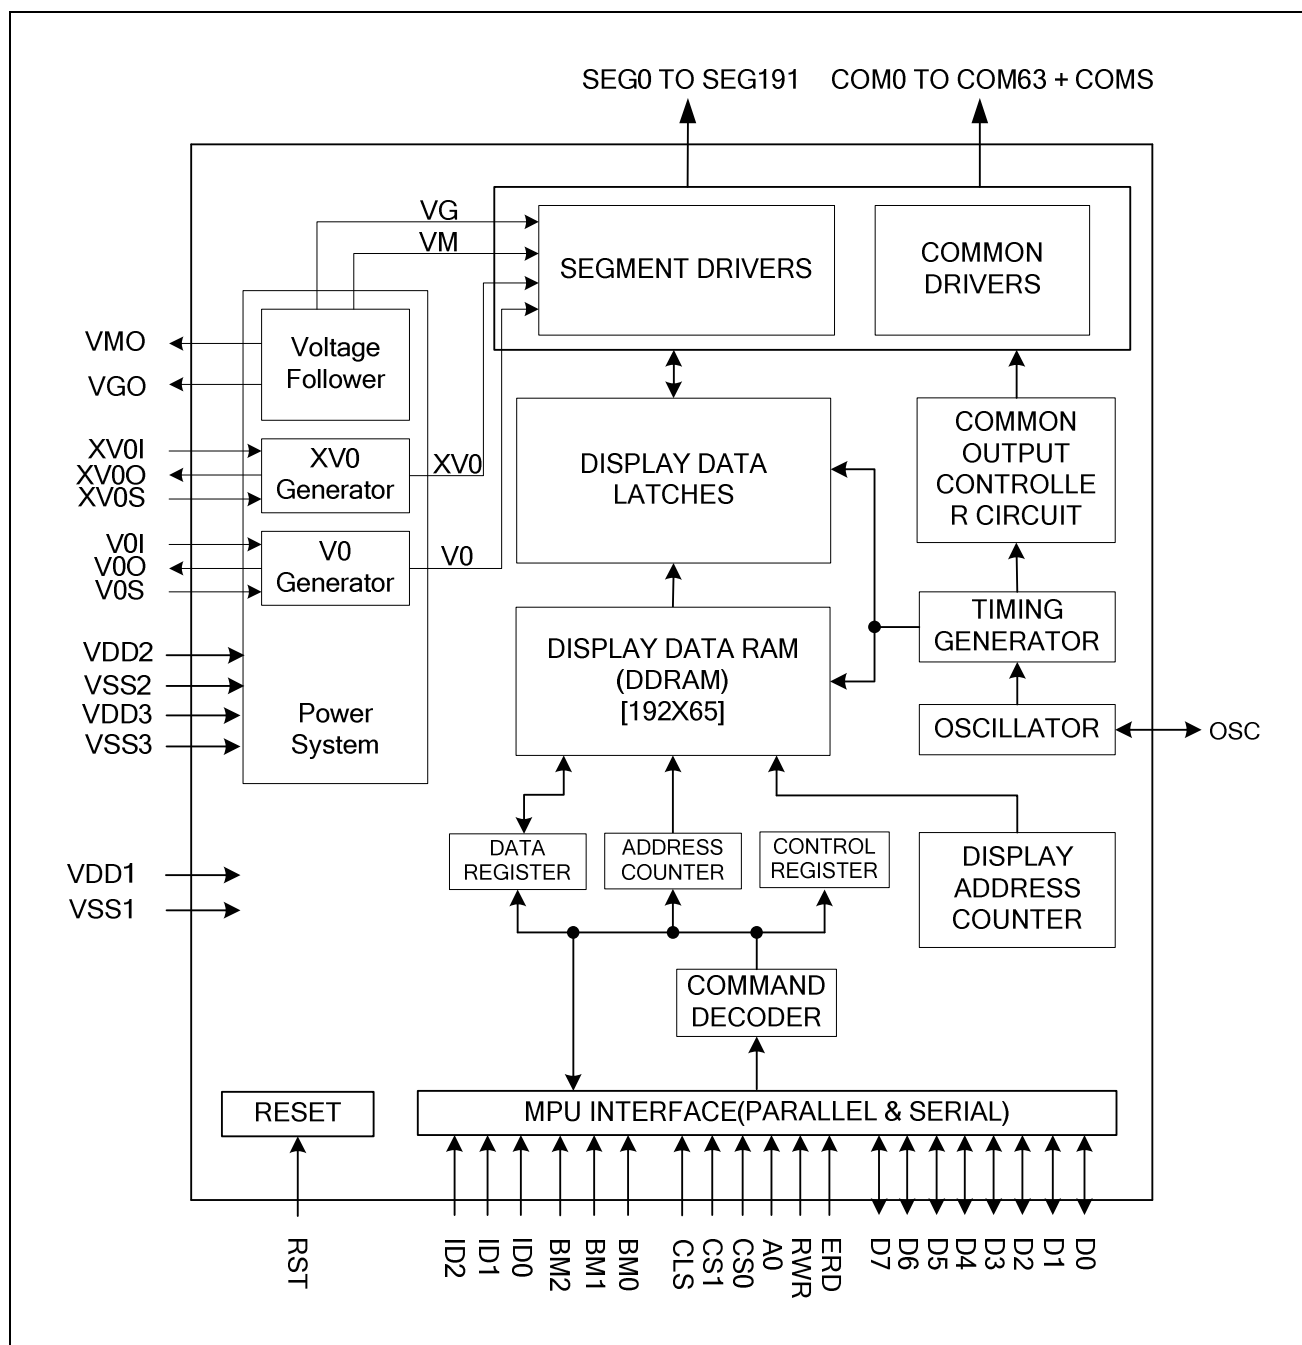 SEG0 TO SEG191
COM0 TO COM63 + COMS
VG
VM
SEGMENT DRIVERS
COMMON
DRIVERS
VMO
VGO
Voltage
Follower
XV0I
XV0O
XV0S
XV0
Generator
XV0
V0I
V0O
V0S
V0
Generator
V0
DISPLAY DATA
LATCHES
COMMON
OUTPUT
CONTROLLE
R CIRCUIT
TIMING
GENERATOR
DISPLAY DATA RAM
(DDRAM)
[192X65]
VDD2
VSS2
VDD3
VSS3
Power
System
OSCILLATOR
OSC
DATA
REGISTER
ADDRESS
COUNTER
CONTROL
REGISTER
DISPLAY
ADDRESS
COUNTER
VDD1
VSS1
COMMAND
DECODER
RESET
MPU INTERFACE(PARALLEL & SERIAL)
RST
ID2
ID1
ID0
BM2
BM1
BM0
CLS
CS1
CS0
A0
RWR
ERD
D7
D6
D5
D4
D3
D2
D1
D0